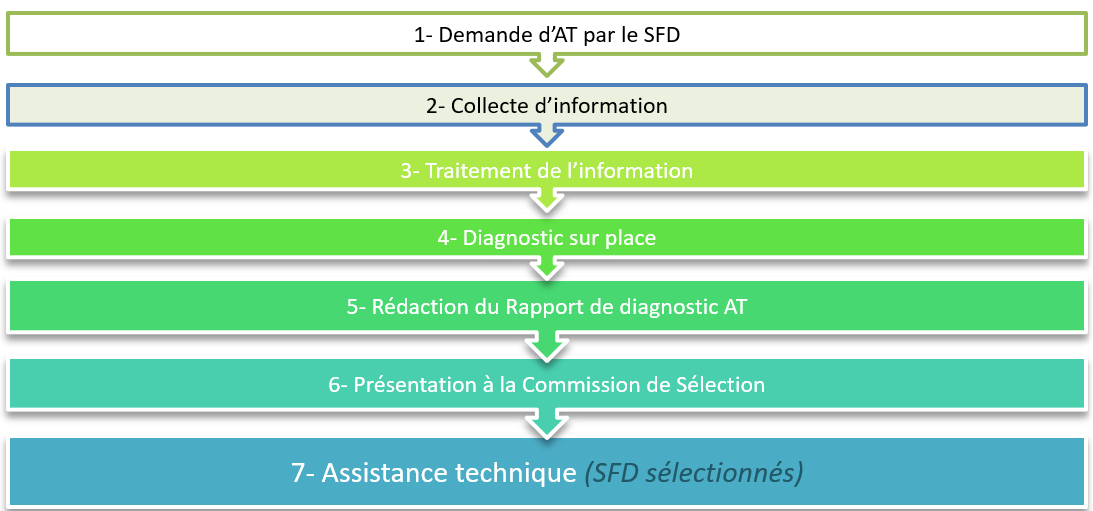 1- Demande d’AT par le SFD
2- Collecte d’information
3- Traitement de l’information
4- Diagnostic sur place
5- Rédaction du Rapport de diagnostic AT
6- Présentation à la Commission de Sélection
7- Assistance technique (SFD sélectionnés)